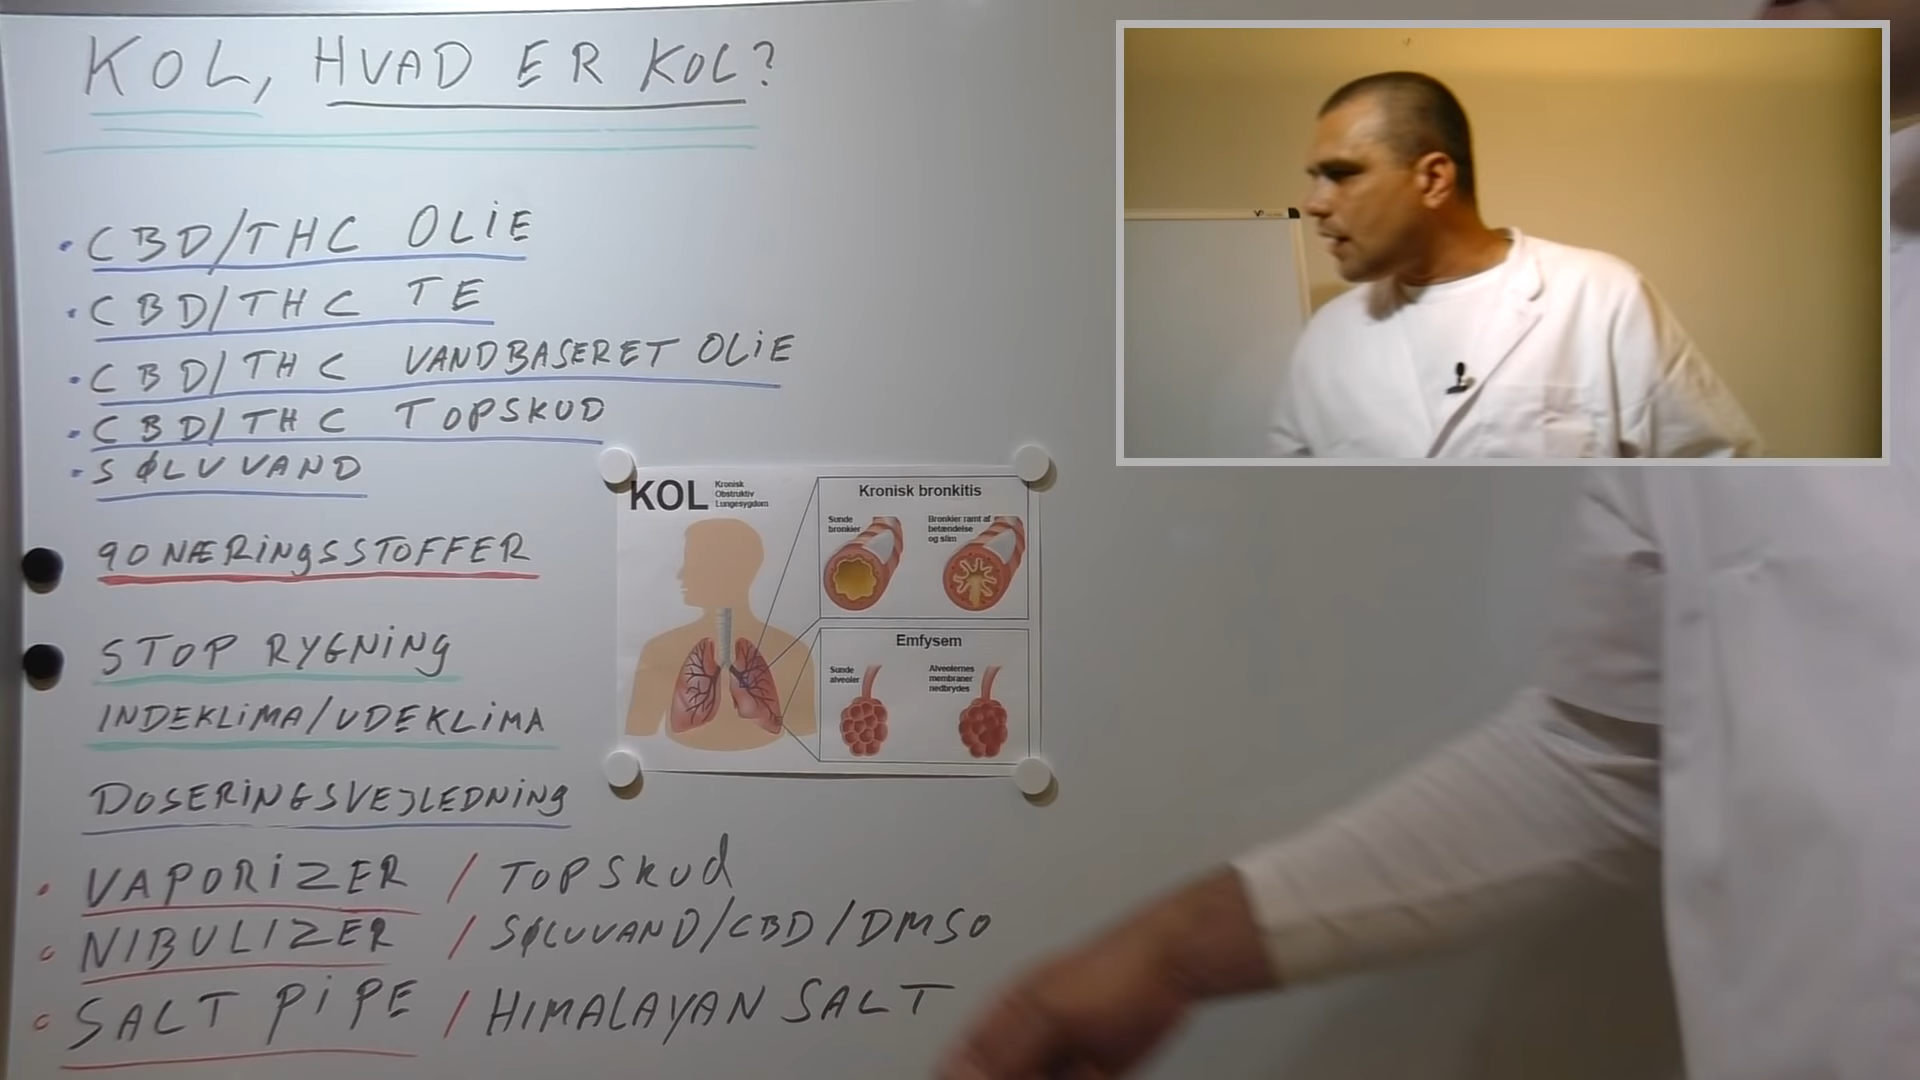 KOL, HVAD ER KOL?
• CBD/THC OLIE
• CBD/THC TE
• CBD/THC VANDBASERET OLIE
• CBD/THC TOPSKUD
• SØLVVAND
90 NÆRINgSSTOFFER
STOP RYGNINg
INDEKLIMA/UDEKLIMA
DOSERINGSVEJLEDNINg
• VAPORIZER / TOPSKUd
NIBULIZER / SØLVVAND/CBD/DMSO
SALT PIPE / HIMALAYAN SALT
KOL
Kronisk
Obstruktiv
Lungesygdom
Kronisk bronkitis
Sunde
bronkier
Bronkier ramt af
betændelse
og slim
Emfysem
Sunde
alveoler
Alveolernes
membraner
nedbrydes